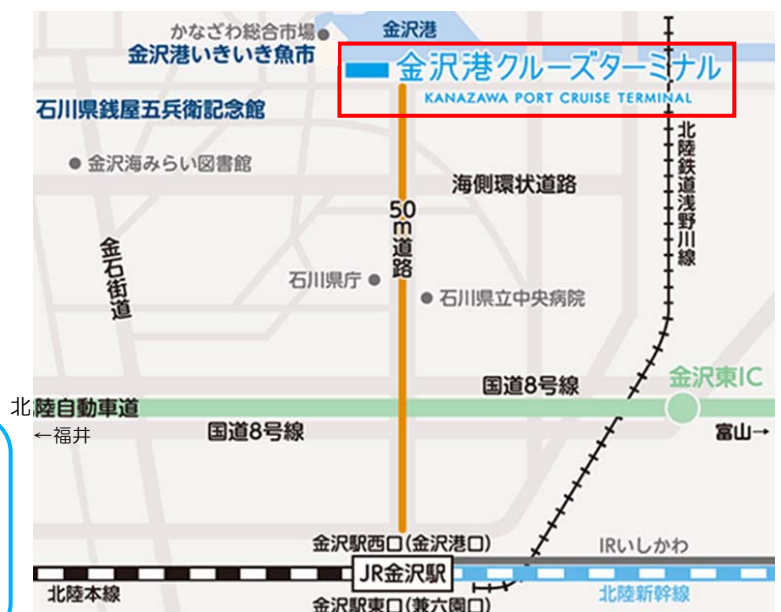 かなざわ総合市場
金沢港
金沢港いきいき魚市
金沢港クルーズターミナル
KANAZAWA PORT CRUISE TERMINAL
石川県銭屋五兵衛記念館
北陸鉄道浅野川線
金沢海みらい図書館
海側環状道路
50m道路
金石街道
石川県庁
石川県立中央病院
金沢東IC
国道8号線
北陸自動車道
←福井
国道8号線
富山→
金沢駅西口(金沢港口)
IRいしかわ
JR金沢駅
北陸本線
北陸新幹線
金沢駅東口(兼六園口)